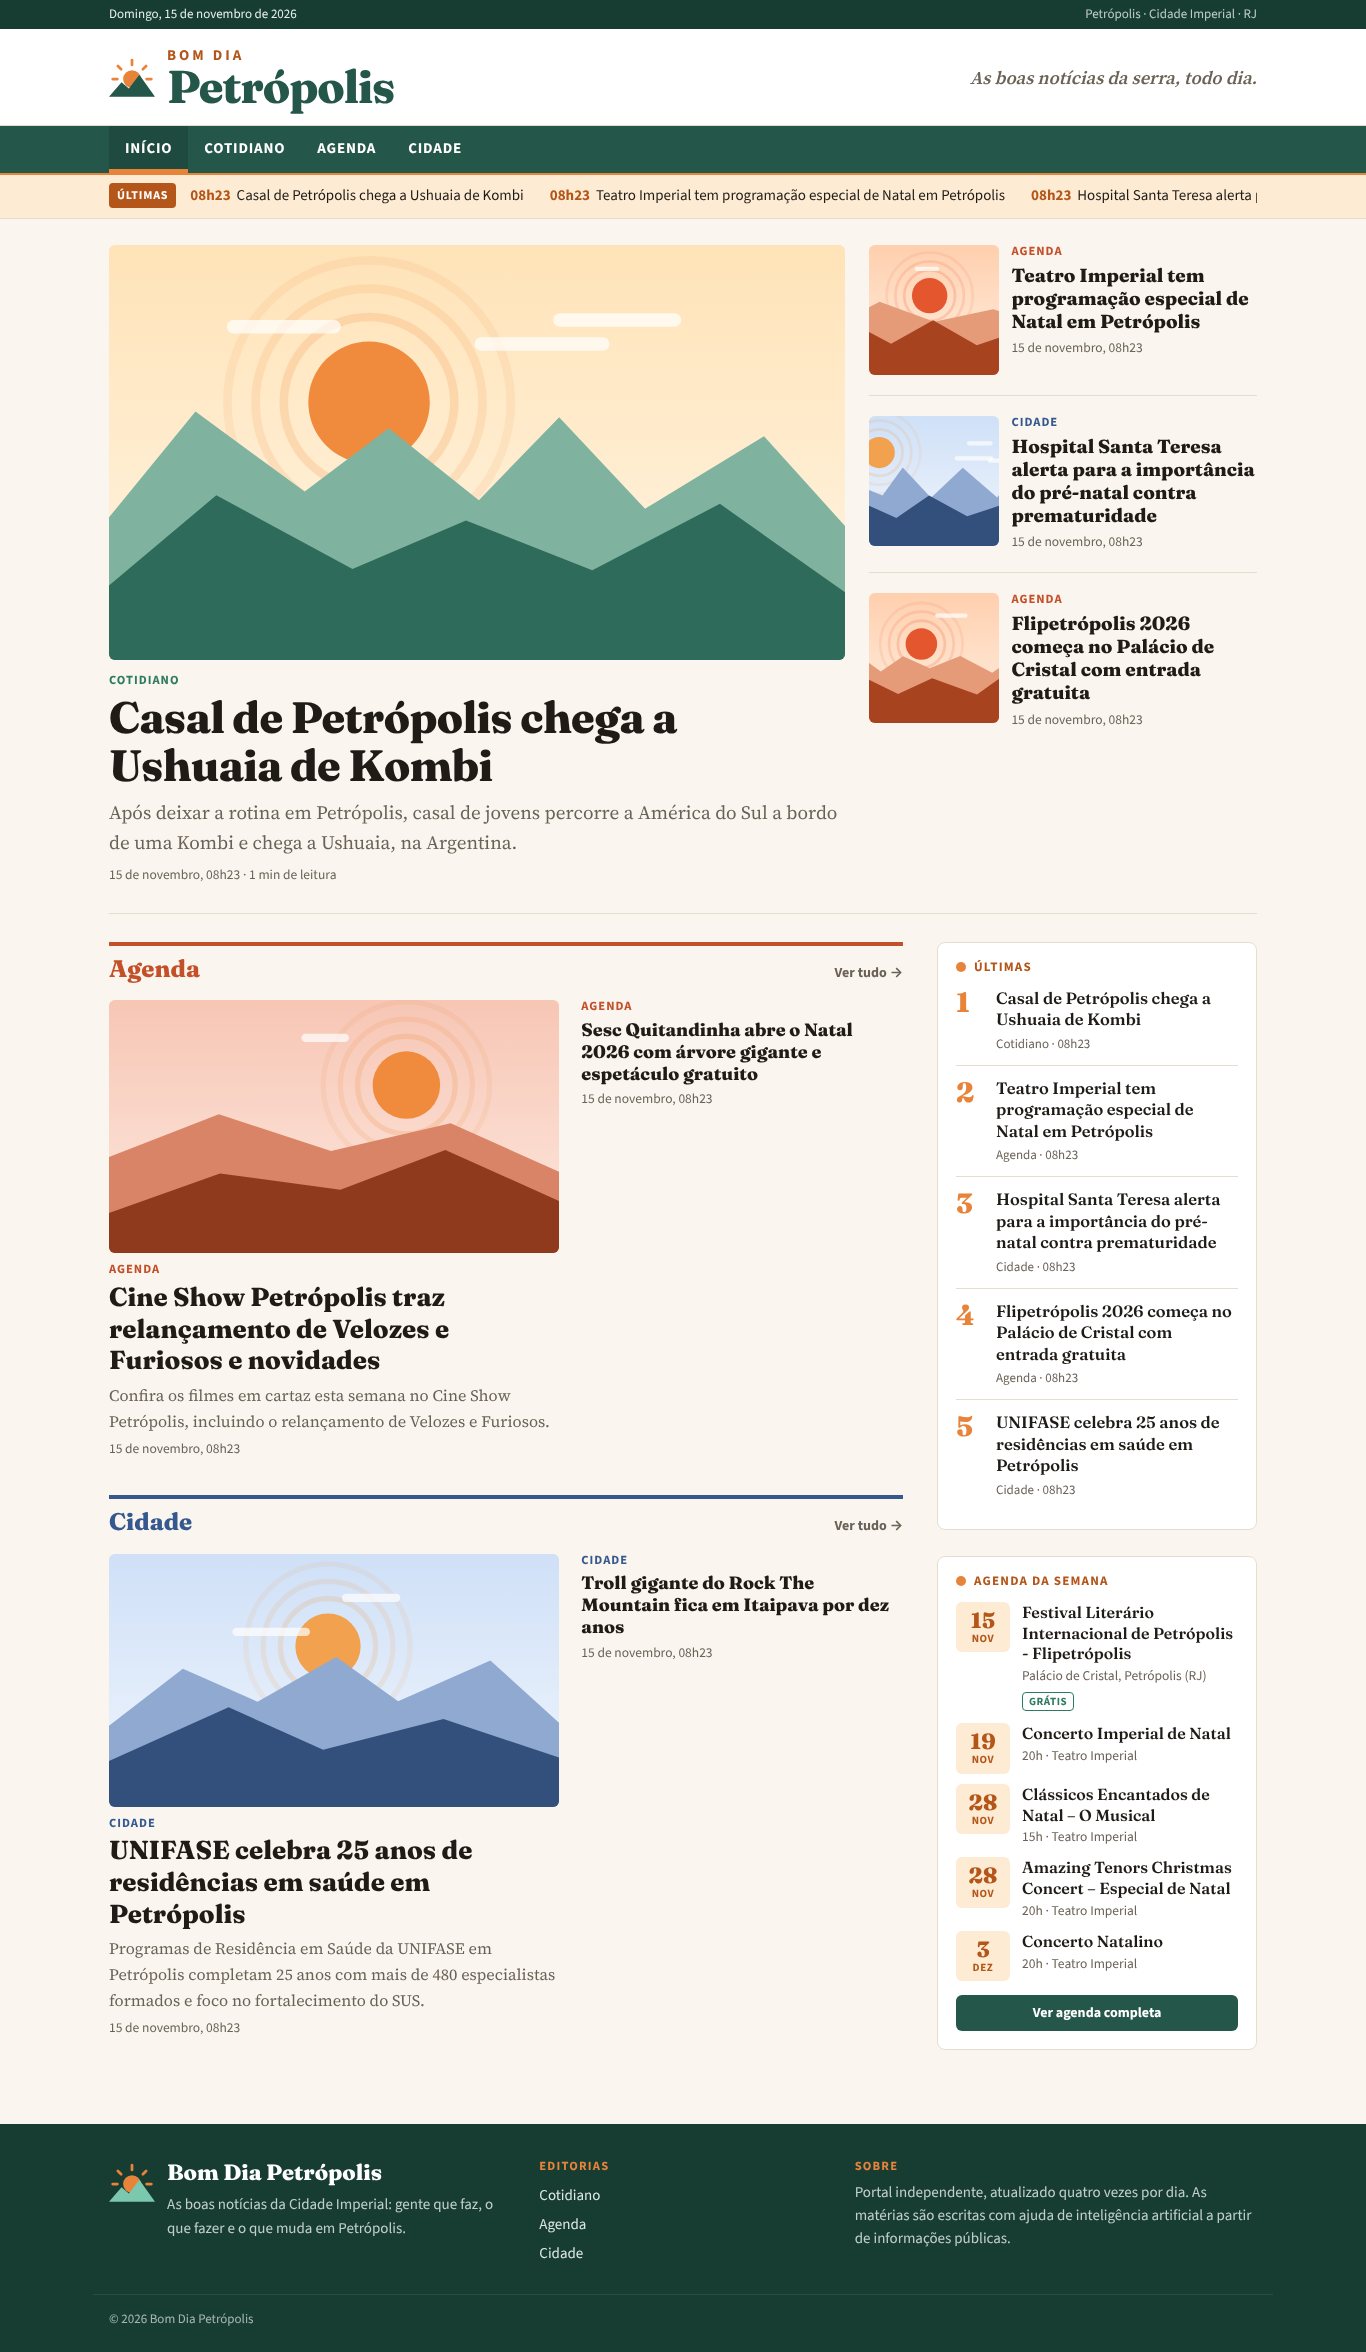 Domingo, 15 de novembro de 2026
Petrópolis · Cidade Imperial · RJ
BOM DIA
Petrópolis
As boas notícias da serra, todo dia.
INÍCIO
COTIDIANO
AGENDA
CIDADE
ÚLTIMAS
08h23 Casal de Petrópolis chega a Ushuaia de Kombi
08h23 Teatro Imperial tem programação especial de Natal em Petrópolis
08h23 Hospital Santa Teresa alerta
COTIDIANO
Casal de Petrópolis chega a
Ushuaia de Kombi
Após deixar a rotina em Petrópolis, casal de jovens percorre a América do Sul a bordo
de uma Kombi e chega a Ushuaia, na Argentina.
15 de novembro, 08h23 · 1 min de leitura
AGENDA
Teatro Imperial tem
programação especial de
Natal em Petrópolis
15 de novembro, 08h23
CIDADE
Hospital Santa Teresa
alerta para a importância
do pré-natal contra
prematuridade
15 de novembro, 08h23
AGENDA
Flipetrópolis 2026
começa no Palácio de
Cristal com entrada
gratuita
15 de novembro, 08h23
Agenda
Ver tudo →
AGENDA
Cine Show Petrópolis traz
relançamento de Velozes e
Furiosos e novidades
Confira os filmes em cartaz esta semana no Cine Show
Petrópolis, incluindo o relançamento de Velozes e Furiosos.
15 de novembro, 08h23
AGENDA
Sesc Quitandinha abre o Natal
2026 com árvore gigante e
espetáculo gratuito
15 de novembro, 08h23
Cidade
Ver tudo →
CIDADE
UNIFASE celebra 25 anos de
residências em saúde em
Petrópolis
Programas de Residência em Saúde da UNIFASE em
Petrópolis completam 25 anos com mais de 480 especialistas
formados e foco no fortalecimento do SUS.
15 de novembro, 08h23
CIDADE
Troll gigante do Rock The
Mountain fica em Itaipava por dez
anos
15 de novembro, 08h23
ÚLTIMAS
1
Casal de Petrópolis chega a
Ushuaia de Kombi
Cotidiano · 08h23
2
Teatro Imperial tem
programação especial de
Natal em Petrópolis
Agenda · 08h23
3
Hospital Santa Teresa alerta
para a importância do pré-
natal contra prematuridade
Cidade · 08h23
4
Flipetrópolis 2026 começa no
Palácio de Cristal com
entrada gratuita
Agenda · 08h23
5
UNIFASE celebra 25 anos de
residências em saúde em
Petrópolis
Cidade · 08h23
AGENDA DA SEMANA
15
NOV
Festival Literário
Internacional de Petrópolis
- Flipetrópolis
Palácio de Cristal, Petrópolis (RJ)
GRÁTIS
19
NOV
Concerto Imperial de Natal
20h · Teatro Imperial
28
NOV
Clássicos Encantados de
Natal – O Musical
15h · Teatro Imperial
28
NOV
Amazing Tenors Christmas
Concert – Especial de Natal
20h · Teatro Imperial
3
DEZ
Concerto Natalino
20h · Teatro Imperial
Ver agenda completa
Bom Dia Petrópolis
As boas notícias da Cidade Imperial: gente que faz, o
que fazer e o que muda em Petrópolis.
EDITORIAS
Cotidiano
Agenda
Cidade
SOBRE
Portal independente, atualizado quatro vezes por dia. As
matérias são escritas com ajuda de inteligência artificial a partir
de informações públicas.
© 2026 Bom Dia Petrópolis